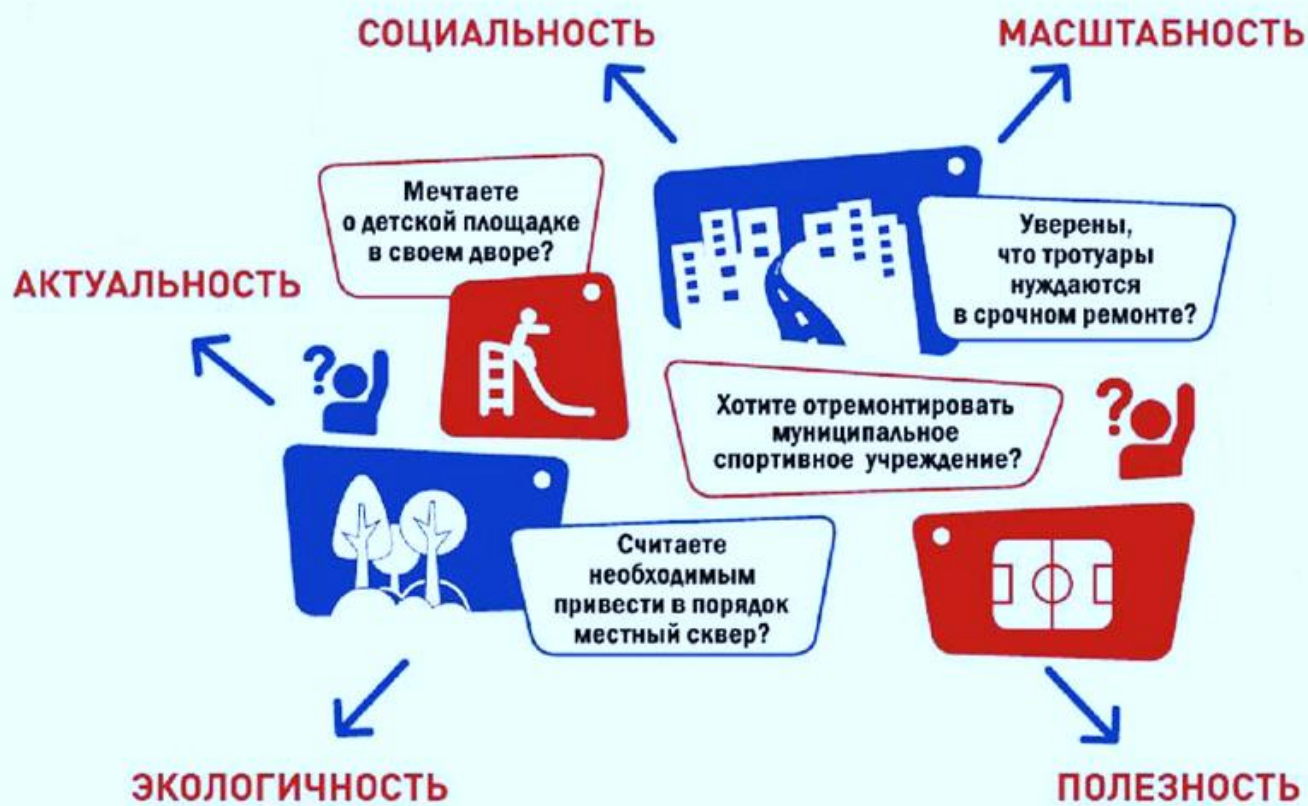 СОЦИАЛЬНОСТЬ
МАСШТАБНОСТЬ
Мечтаете
о детской площадке
в своем дворе?
Уверены,
что тротуары
нуждаются
в срочном ремонте?
АКТУАЛЬНОСТЬ
?
?
Хотите отремонтировать
муниципальное
спортивное учреждение?
Считаете
необходимым
привести в порядок
местный сквер?
ЭКОЛОГИЧНОСТЬ
ПОЛЕЗНОСТЬ